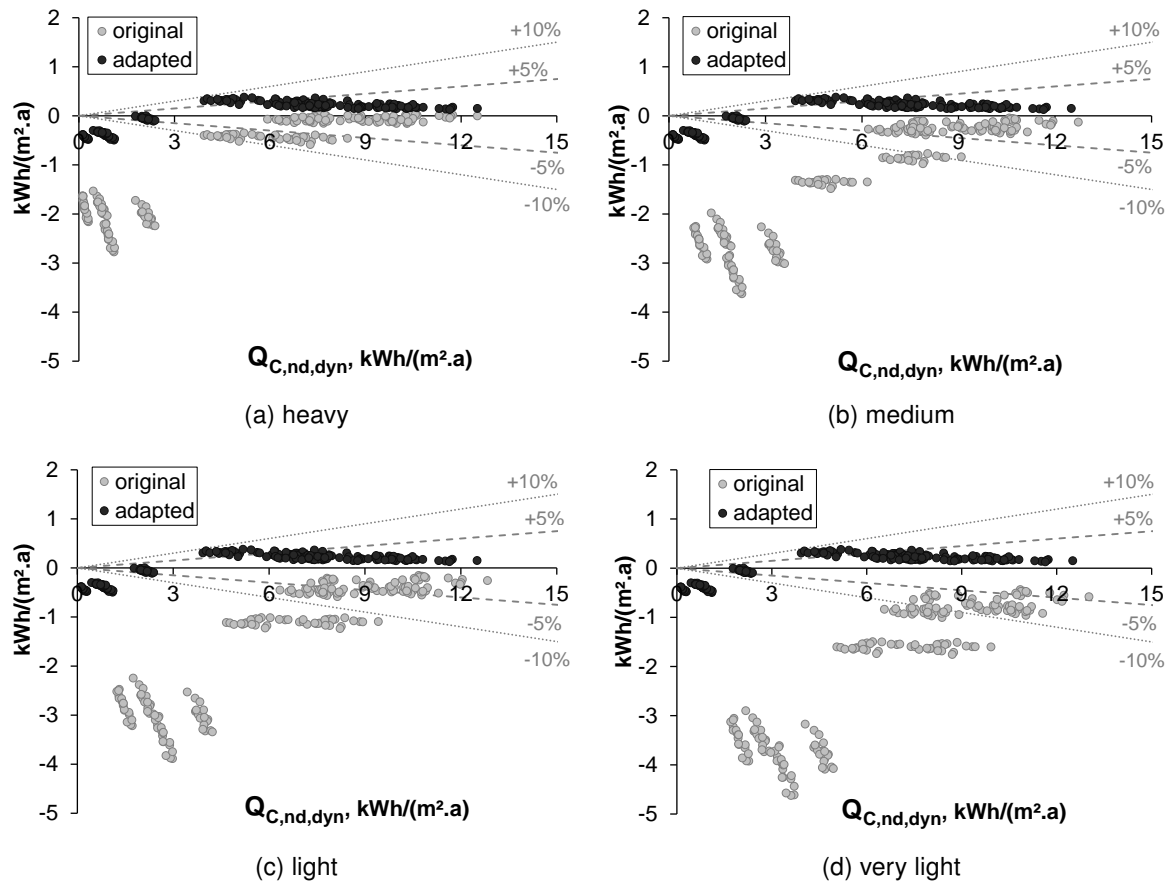 2
original
adapted
+10%
+5%
1
0
0 3 6 9 12 15
-1
-5%
-2
-10%
-3
-4
-5
kWh/(m².a)
Q_C,nd,dyn, kWh/(m².a)
(a) heavy
2
original
adapted
+10%
+5%
1
0
0 3 6 9 12 15
-1
-5%
-2
-10%
-3
-4
-5
kWh/(m².a)
Q_C,nd,dyn, kWh/(m².a)
(b) medium
2
original
adapted
+10%
+5%
1
0
0 3 6 9 12 15
-1
-5%
-2
-10%
-3
-4
-5
kWh/(m².a)
Q_C,nd,dyn, kWh/(m².a)
(c) light
2
original
adapted
+10%
+5%
1
0
0 3 6 9 12 15
-1
-5%
-2
-10%
-3
-4
-5
kWh/(m².a)
Q_C,nd,dyn, kWh/(m².a)
(d) very light